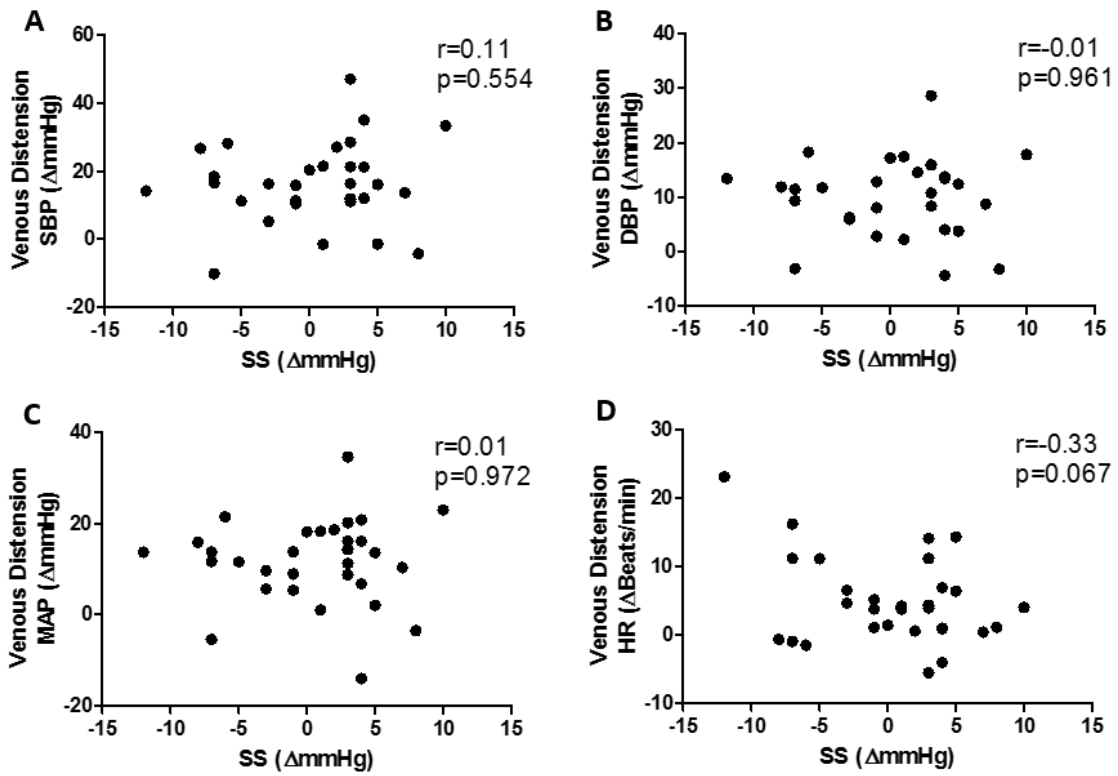 A
r=0.11
p=0.554
Venous Distension
SBP (ΔmmHg)
60
40
20
0
-20
-15 -10 -5 0 5 10 15
SS (ΔmmHg)
B
r=-0.01
p=0.961
Venous Distension
DBP (ΔmmHg)
40
30
20
10
0
-10
-15 -10 -5 0 5 10 15
SS (ΔmmHg)
C
r=0.01
p=0.972
Venous Distension
MAP (ΔmmHg)
40
20
0
-20
-15 -10 -5 0 5 10 15
SS (ΔmmHg)
D
r=-0.33
p=0.067
Venous Distension
HR (ΔBeats/min)
30
20
10
0
-10
-15 -10 -5 0 5 10 15
SS (ΔmmHg)